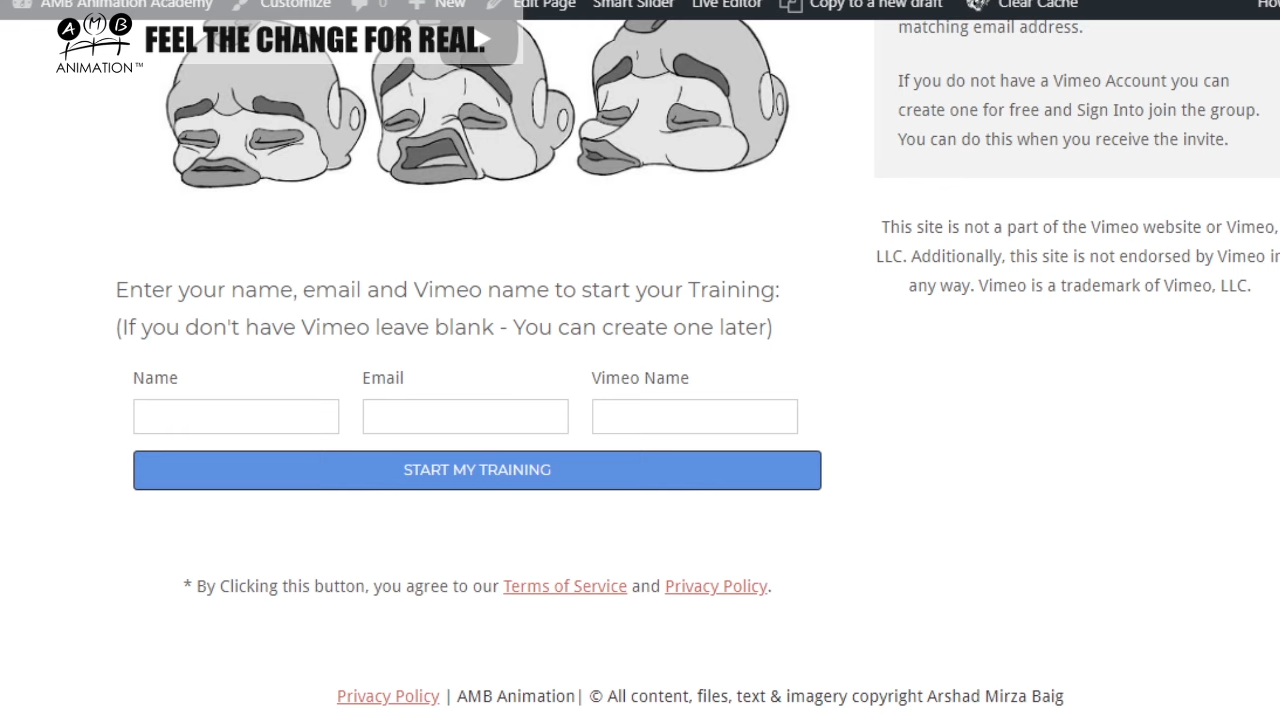 AMB Animation Academy Customize 0 New Edit Page Smart Slider Live Editor Copy to a new draft Clear Cache
AMB
ANIMATION™
FEEL THE CHANGE FOR REAL.
matching email address.
If you do not have a Vimeo Account you can
create one for free and Sign Into join the group.
You can do this when you receive the invite.
This site is not a part of the Vimeo website or Vimeo,
LLC. Additionally, this site is not endorsed by Vimeo in
any way. Vimeo is a trademark of Vimeo, LLC.
Enter your name, email and Vimeo name to start your Training:
(If you don't have Vimeo leave blank - You can create one later)
Name Email Vimeo Name
START MY TRAINING
* By Clicking this button, you agree to our Terms of Service and Privacy Policy.
Privacy Policy | AMB Animation| © All content, files, text & imagery copyright Arshad Mirza Baig